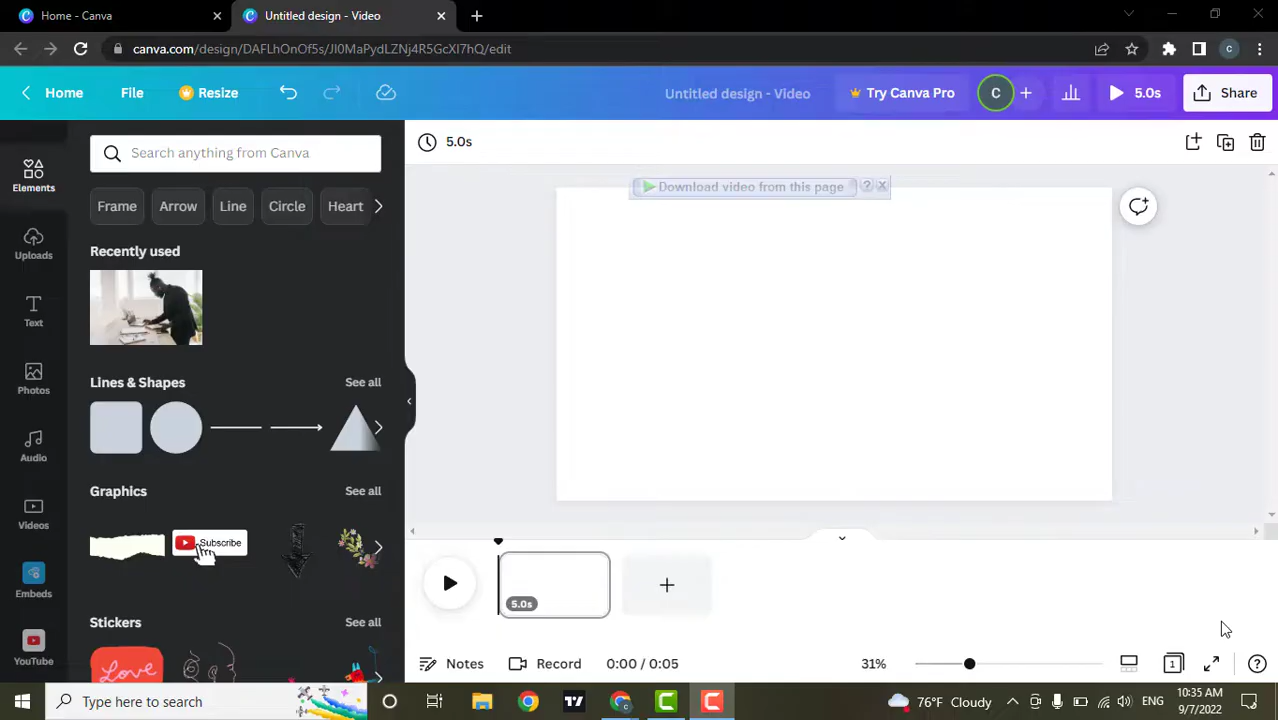 Home - Canva
Untitled design - Video
canva.com/design/DAFLhOnOf5s/JI0MaPydLZNj4R5GcXI7hQ/edit
C
Home
File
Resize
Untitled design - Video
Try Canva Pro
C
5.0s
Share
Elements
Uploads
Text
Photos
Audio
Videos
Embeds
YouTube
Search anything from Canva
Frame
Arrow
Line
Circle
Heart
Recently used
Lines & Shapes
See all
Graphics
See all
Subscribe
Stickers
See all
Love
5.0s
Download video from this page
?
X
5.0s
Notes
Record
0:00 / 0:05
31%
1
?
Type here to search
76°F Cloudy
ENG
10:35 AM
9/7/2022